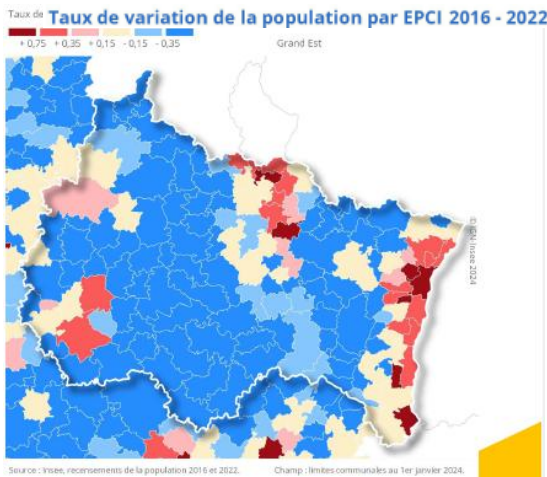 Taux de Taux de variation de la population par EPCI 2016 - 2022
+ 0,75 + 0,35 + 0,15 - 0,15 - 0,35
Grand Est
© IGN Insee 2024
Source : Insee, recensements de la population 2016 et 2022.
Champ : limites communales au 1er janvier 2024.